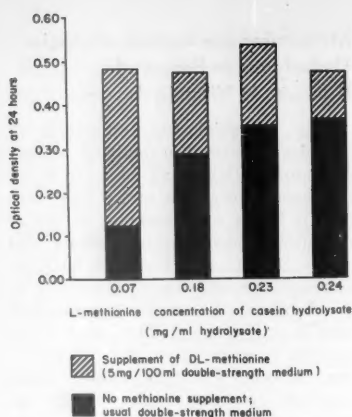 0.60
0.50
0.40
0.30
0.20
0.10
0.00
Optical density at 24 hours
0.07 0.18 0.23 0.24
L-methionine concentration of casein hydrolysate
(mg/ml hydrolysate)
Supplement of DL-methionine
(5mg/100ml double-strength medium)
No methionine supplement;
usual double-strength medium